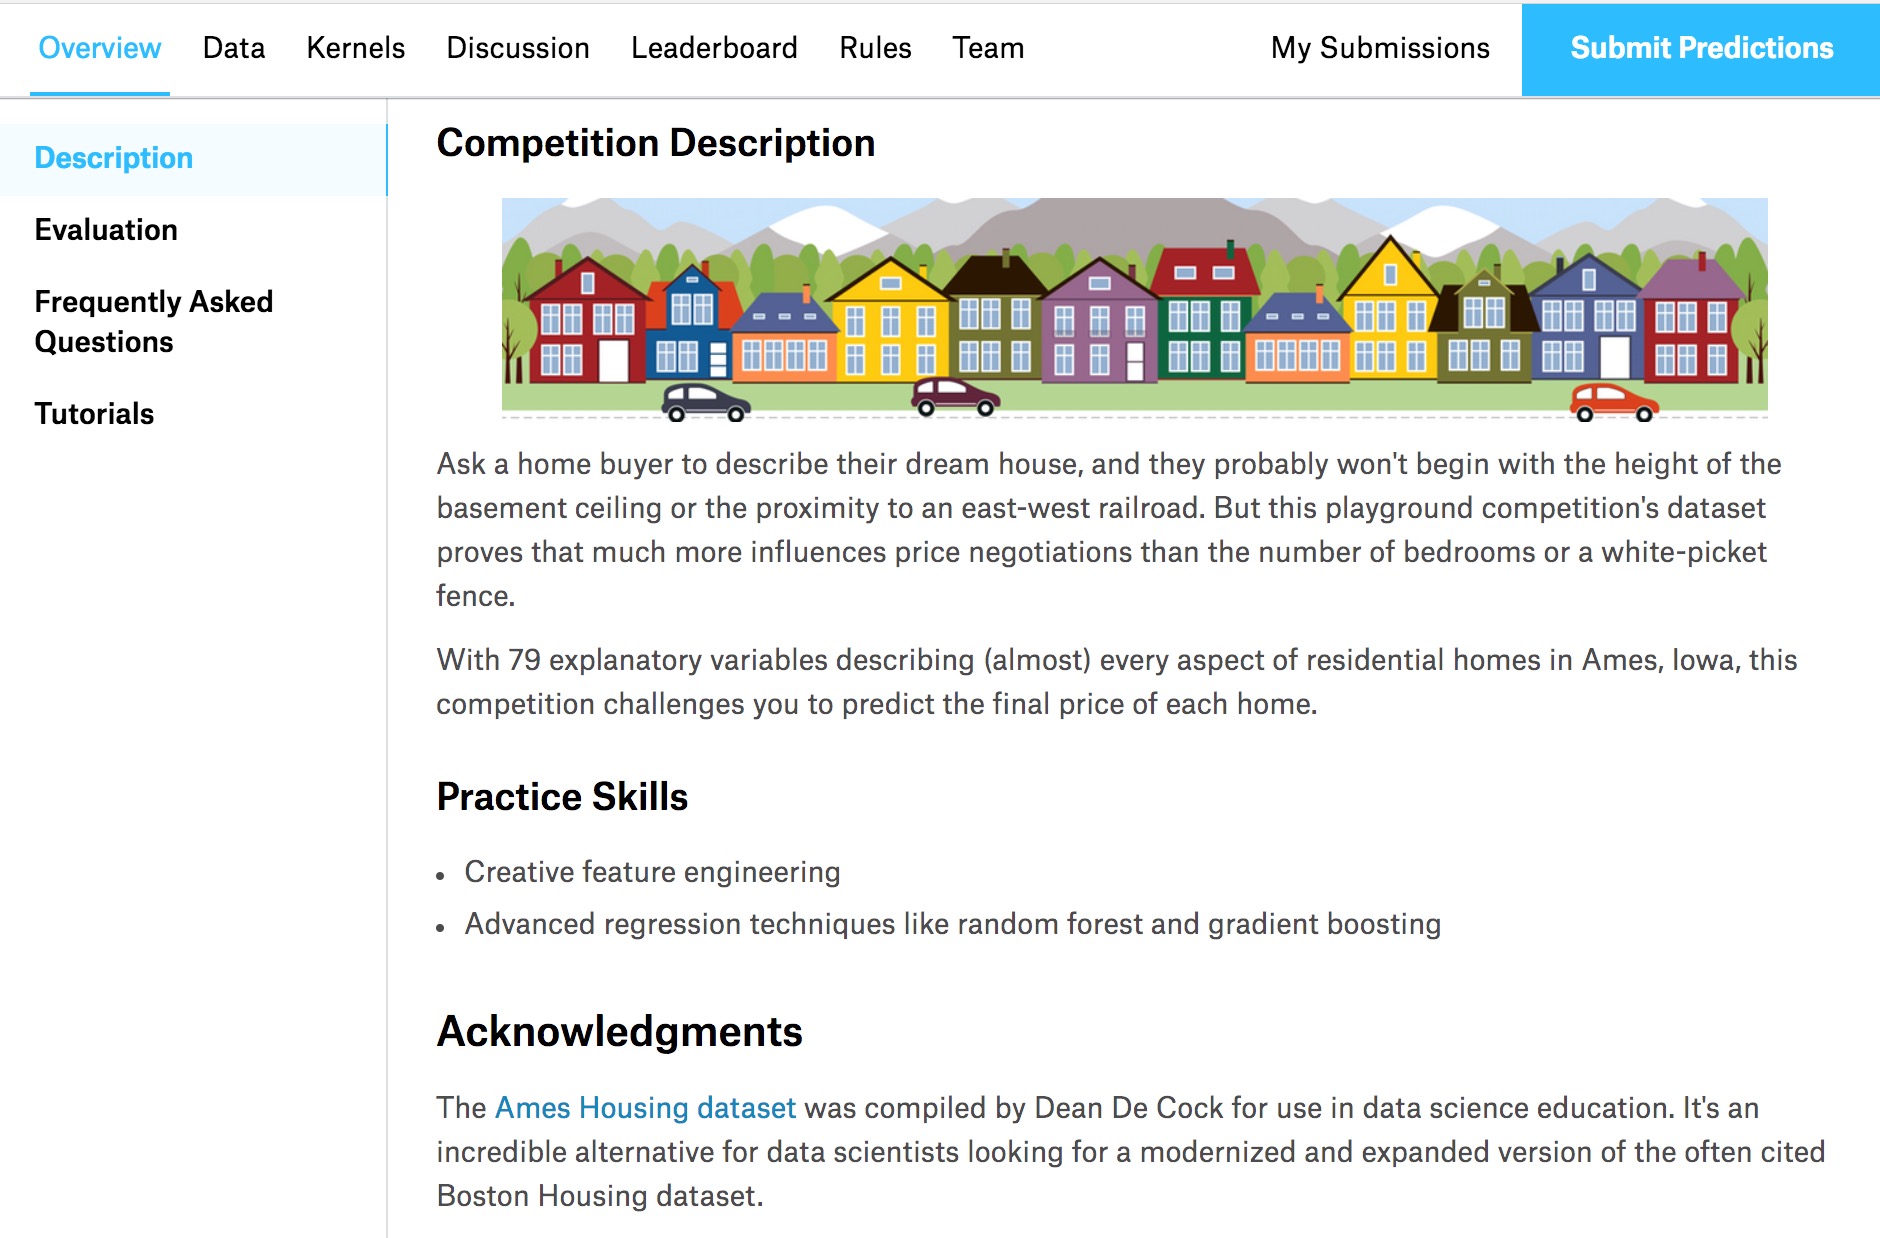 Overview Data Kernels Discussion Leaderboard Rules Team My Submissions Submit Predictions
Description
Evaluation
Frequently Asked
Questions
Tutorials
Competition Description
Ask a home buyer to describe their dream house, and they probably won't begin with the height of the
basement ceiling or the proximity to an east-west railroad. But this playground competition's dataset
proves that much more influences price negotiations than the number of bedrooms or a white-picket
fence.
With 79 explanatory variables describing (almost) every aspect of residential homes in Ames, Iowa, this
competition challenges you to predict the final price of each home.
Practice Skills
• Creative feature engineering
• Advanced regression techniques like random forest and gradient boosting
Acknowledgments
The Ames Housing dataset was compiled by Dean De Cock for use in data science education. It's an
incredible alternative for data scientists looking for a modernized and expanded version of the often cited
Boston Housing dataset.